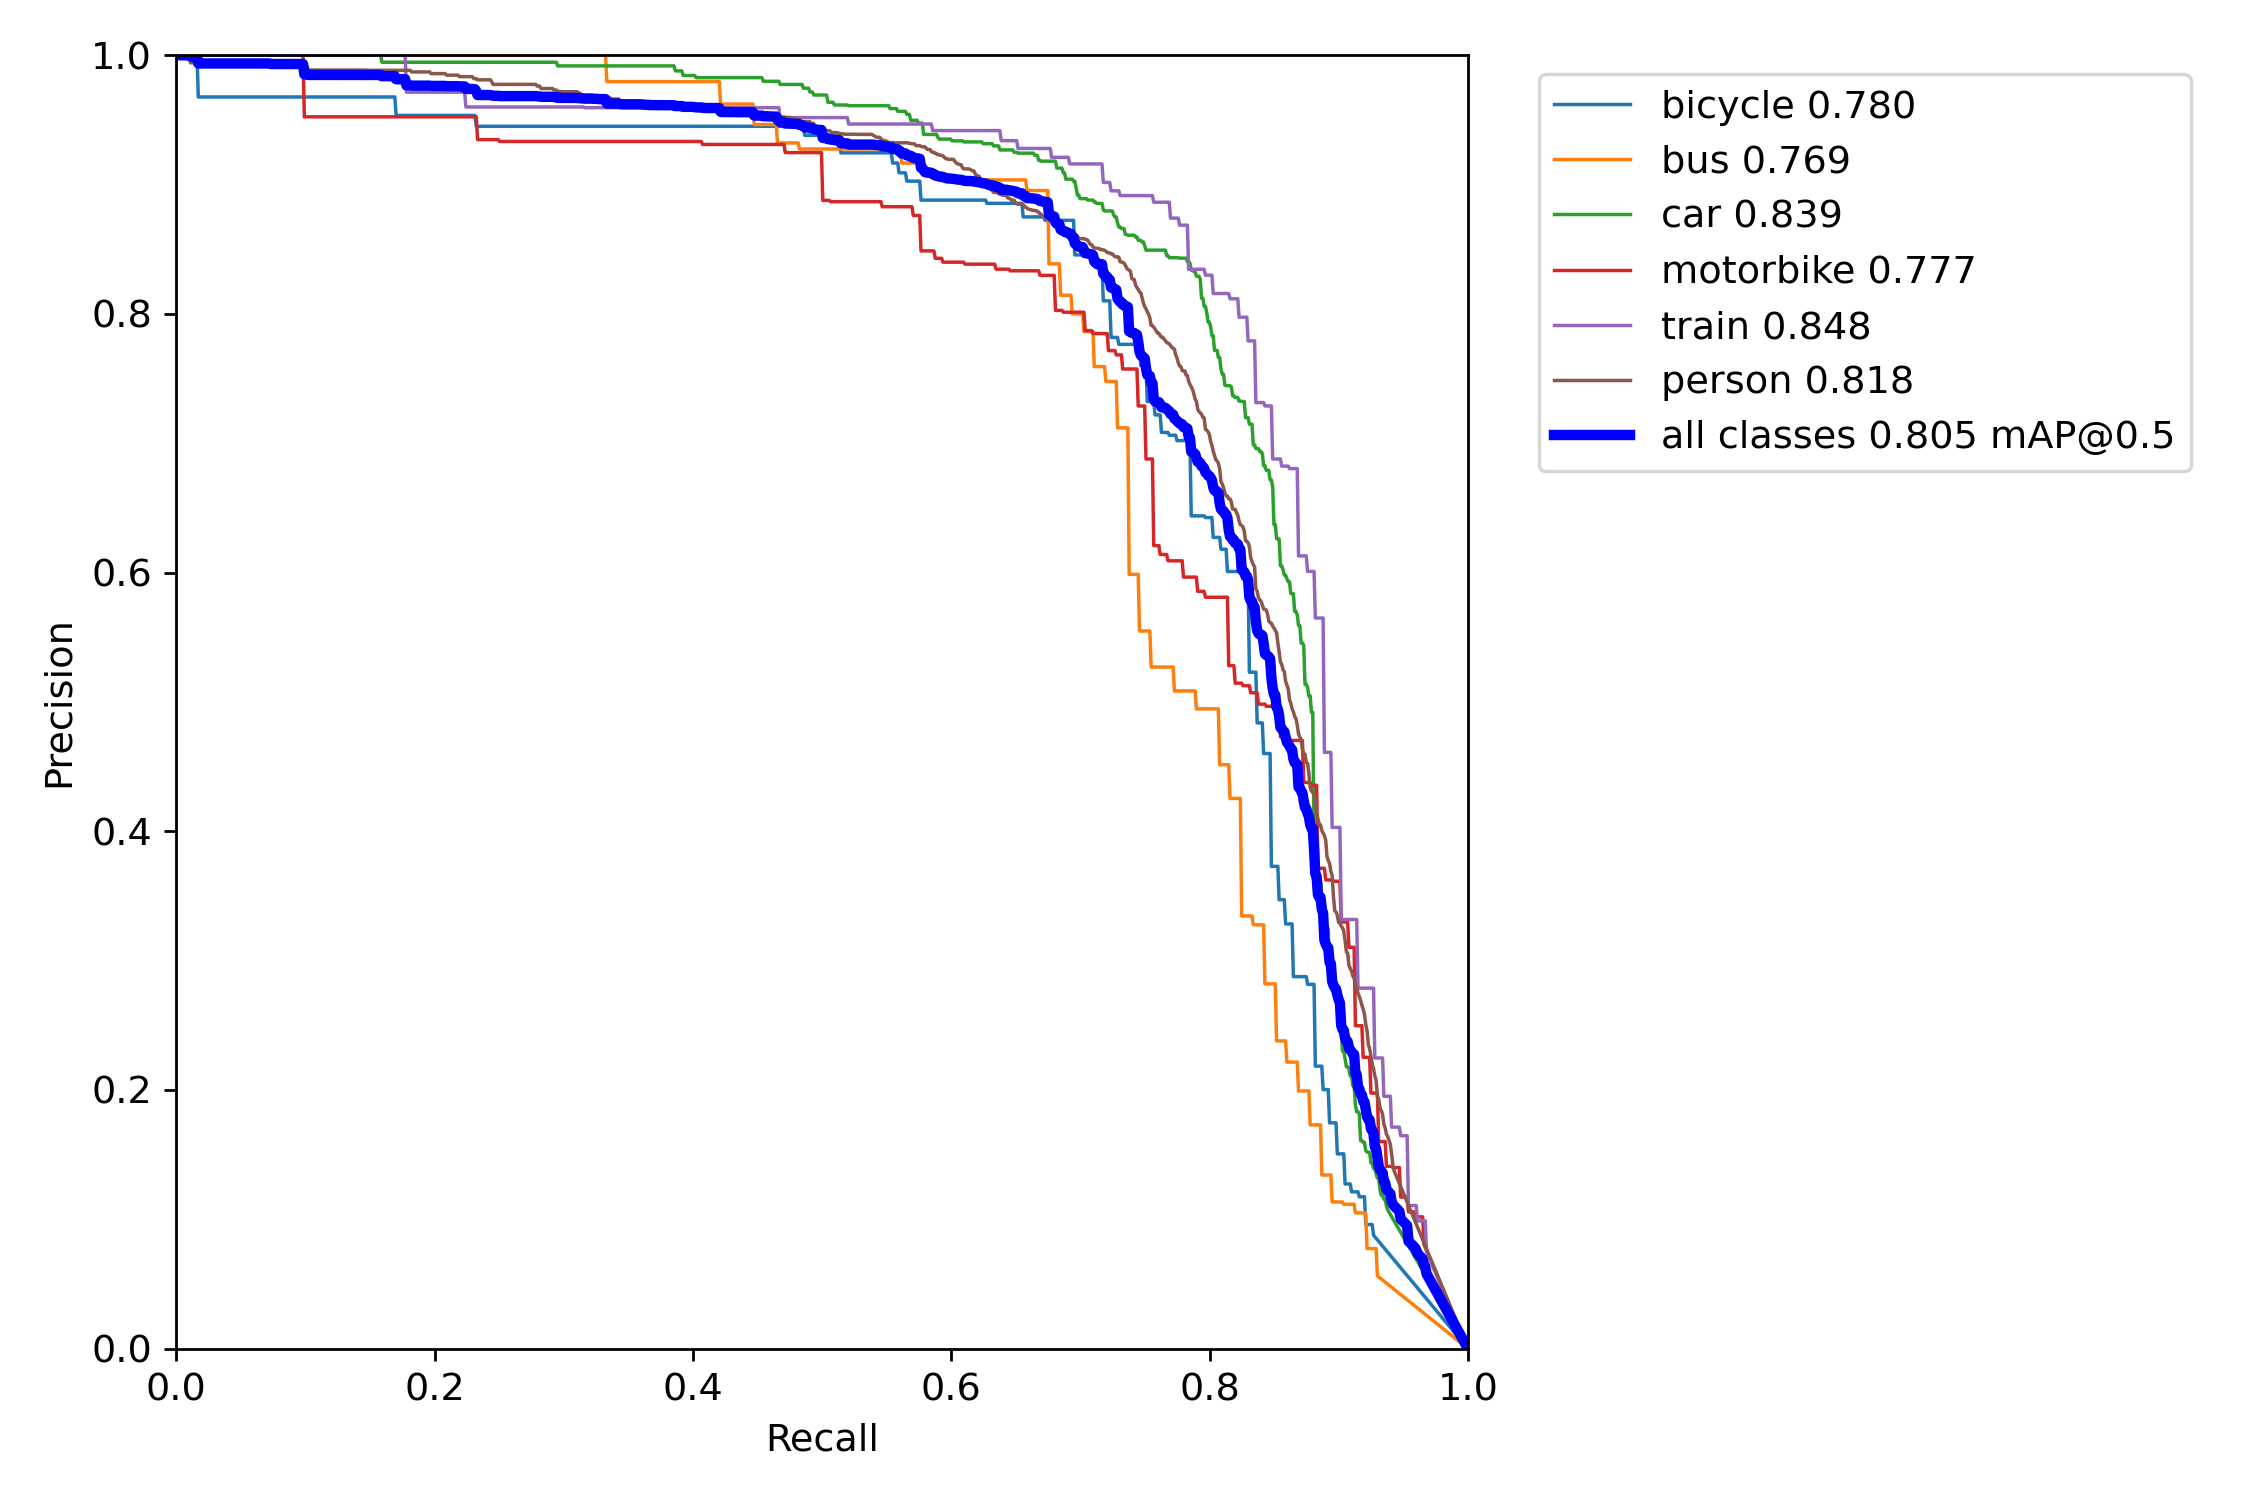 1.0
0.8
0.6
0.4
0.2
0.0
Precision
0.0 0.2 0.4 0.6 0.8 1.0
Recall
bicycle 0.780
bus 0.769
car 0.839
motorbike 0.777
train 0.848
person 0.818
all classes 0.805 mAP@0.5